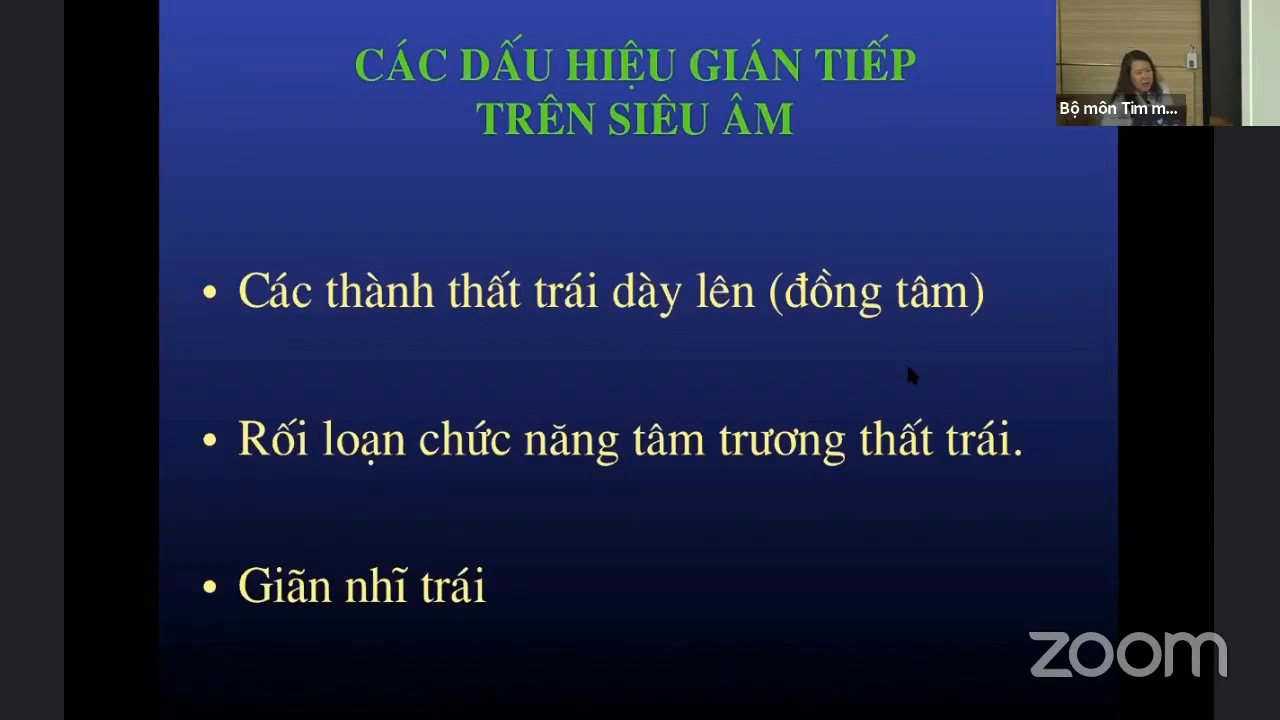 CÁC DẤU HIỆU GIÁN TIẾP
TRÊN SIÊU ÂM
Bộ môn Tim m...
• Các thành thất trái dày lên (đồng tâm)
• Rối loạn chức năng tâm trương thất trái.
• Giãn nhĩ trái
zoom